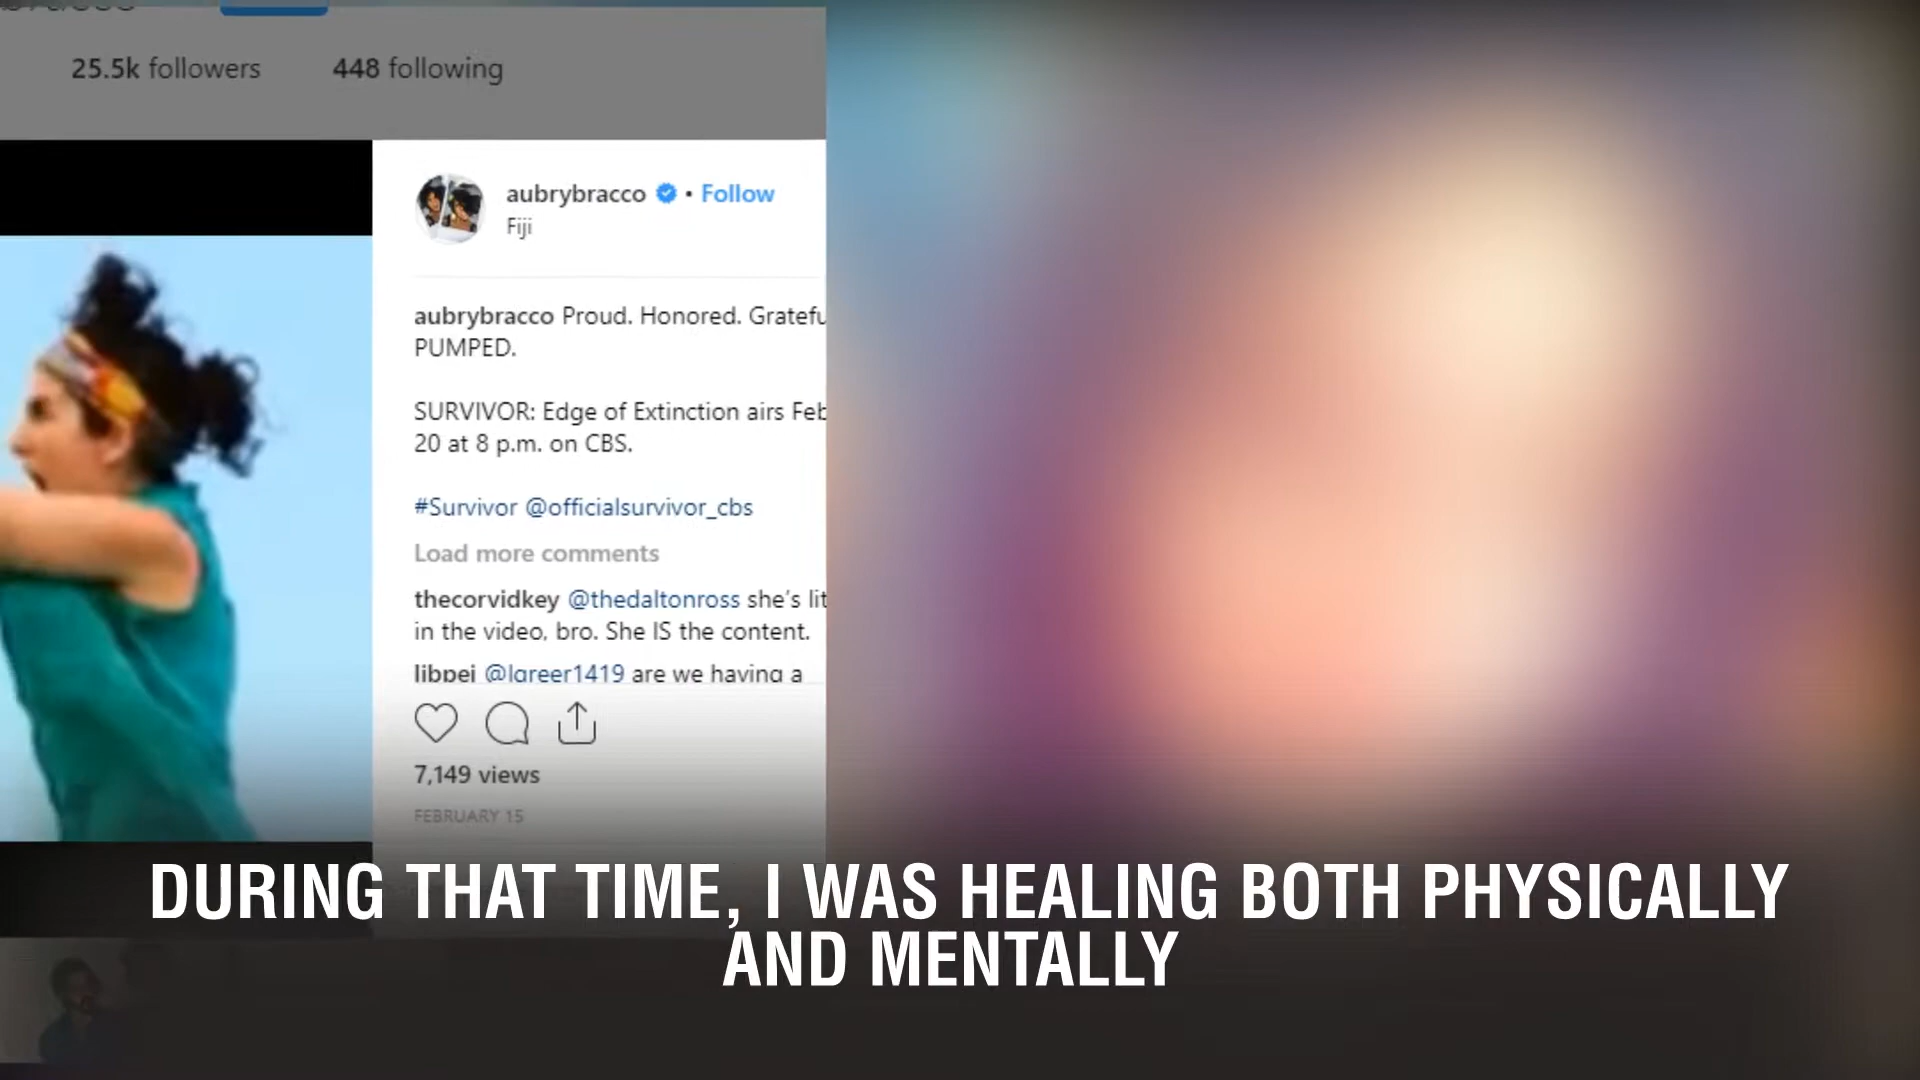 25.5k followers 448 following
aubrybracco • Follow
Fiji
aubrybracco Proud. Honored. Gratefu
PUMPED.
SURVIVOR: Edge of Extinction airs Feb
20 at 8 p.m. on CBS.
#Survivor @officialsurvivor_cbs
Load more comments
thecorvidkey @thedaltonross she's lit
in the video, bro. She IS the content.
libpei @lgreer1419 are we having a
7,149 views
FEBRUARY 15
DURING THAT TIME, I WAS HEALING BOTH PHYSICALLY
AND MENTALLY